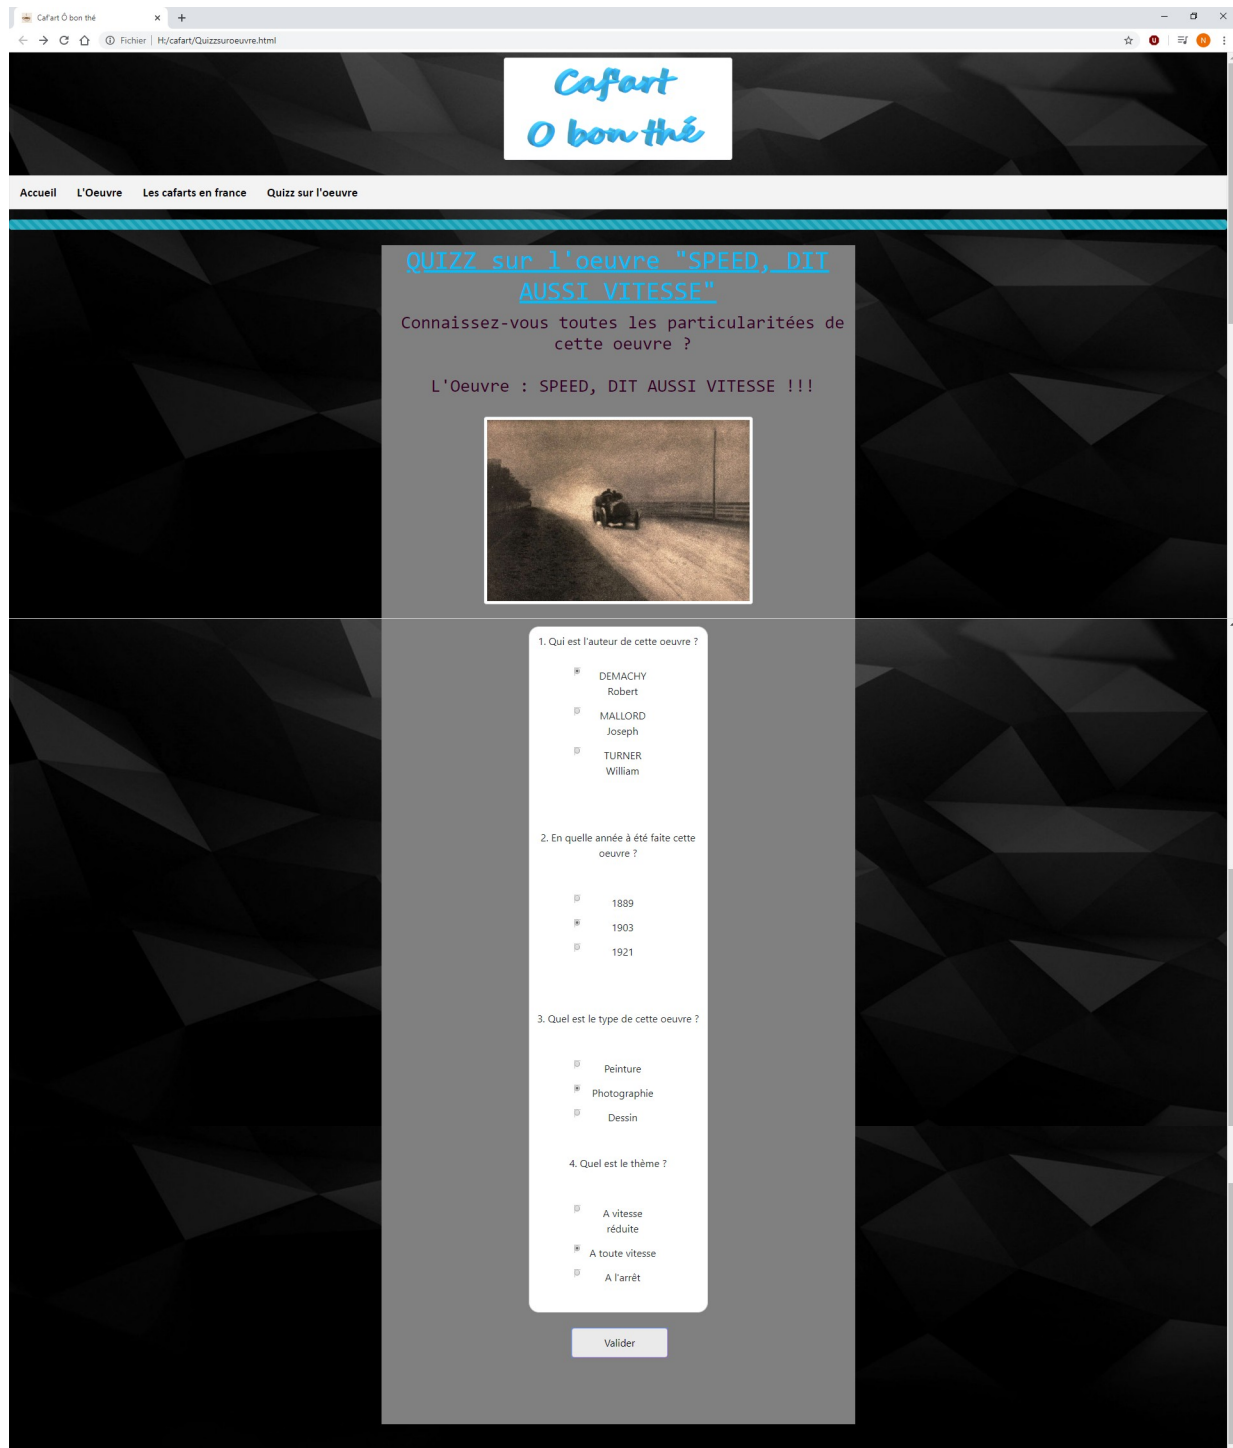 Caf'art Ô bon thé
Fichier | H:/cafart/Quizzsuroeuvre.html
Caf'art
O bon thé
Accueil L'Oeuvre Les cafarts en france Quizz sur l'oeuvre
QUIZZ sur l'oeuvre "SPEED, DIT
AUSSI VITESSE"
Connaissez-vous toutes les particularitées de
cette oeuvre ?
L'Oeuvre : SPEED, DIT AUSSI VITESSE !!!
1. Qui est l'auteur de cette oeuvre ?
DEMACHY
Robert
MALLORD
Joseph
TURNER
William
2. En quelle année à été faite cette
oeuvre ?
1889
1903
1921
3. Quel est le type de cette oeuvre ?
Peinture
Photographie
Dessin
4. Quel est le thème ?
A vitesse
réduite
A toute vitesse
A l'arrêt
Valider